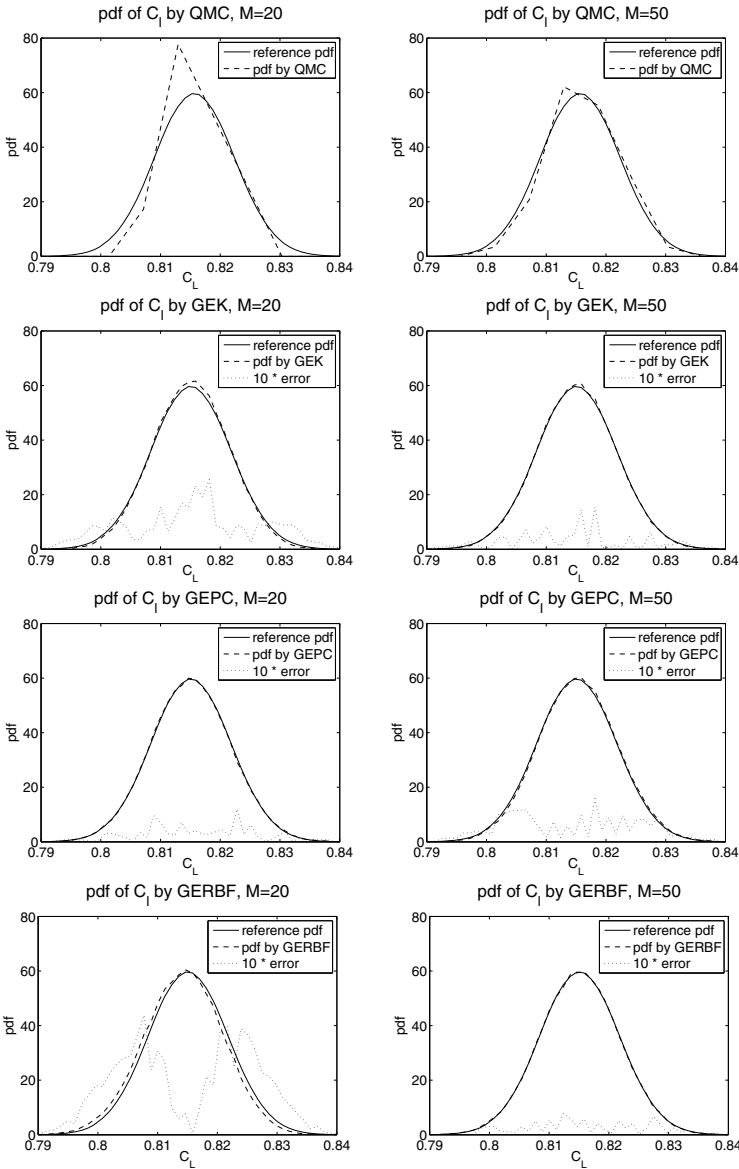 pdf of C_l by QMC, M=20
80
60
40
20
0
pdf
reference pdf
pdf by QMC
0.79 0.8 0.81 0.82 0.83 0.84
C_L
pdf of C_l by QMC, M=50
80
60
40
20
0
pdf
reference pdf
pdf by QMC
0.79 0.8 0.81 0.82 0.83 0.84
C_L
pdf of C_l by GEK, M=20
80
60
40
20
0
pdf
reference pdf
pdf by GEK
10 * error
0.79 0.8 0.81 0.82 0.83 0.84
C_L
pdf of C_l by GEK, M=50
80
60
40
20
0
pdf
reference pdf
pdf by GEK
10 * error
0.79 0.8 0.81 0.82 0.83 0.84
C_L
pdf of C_l by GEPC, M=20
80
60
40
20
0
pdf
reference pdf
pdf by GEPC
10 * error
0.79 0.8 0.81 0.82 0.83 0.84
C_L
pdf of C_l by GEPC, M=50
80
60
40
20
0
pdf
reference pdf
pdf by GEPC
10 * error
0.79 0.8 0.81 0.82 0.83 0.84
C_L
pdf of C_l by GERBF, M=20
80
60
40
20
0
pdf
reference pdf
pdf by GERBF
10 * error
0.79 0.8 0.81 0.82 0.83 0.84
C_L
pdf of C_l by GERBF, M=50
80
60
40
20
0
pdf
reference pdf
pdf by GERBF
10 * error
0.79 0.8 0.81 0.82 0.83 0.84
C_L